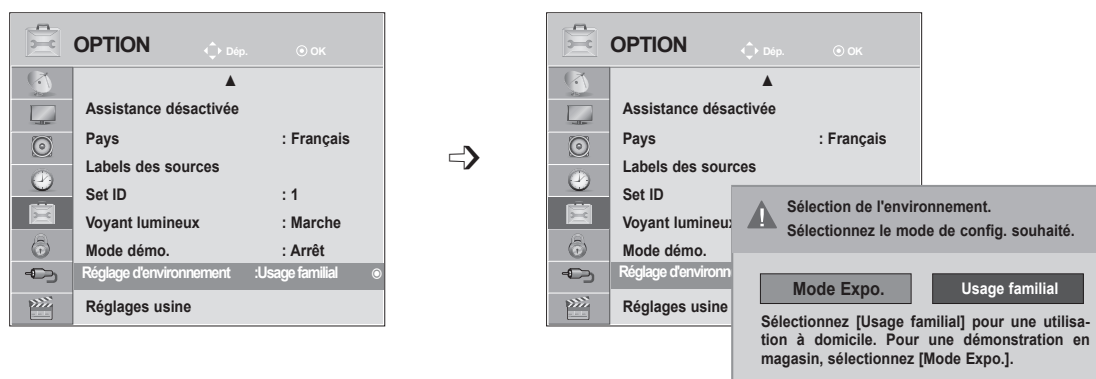 OPTION
Dép.
OK
Assistance désactivée
Pays : Français
Labels des sources
Set ID : 1
Voyant lumineux : Marche
Mode démo. : Arrêt
Réglage d'environnement :Usage familial
Réglages usine
OPTION
Dép.
OK
Assistance désactivée
Pays : Français
Labels des sources
Set ID
Voyant lumineux
Mode démo.
Réglage d'environn
Réglages usine
Sélection de l'environnement.
Sélectionnez le mode de config. souhaité.
Mode Expo. Usage familial
Sélectionnez [Usage familial] pour une utilisa-
tion à domicile. Pour une démonstration en
magasin, sélectionnez [Mode Expo.].